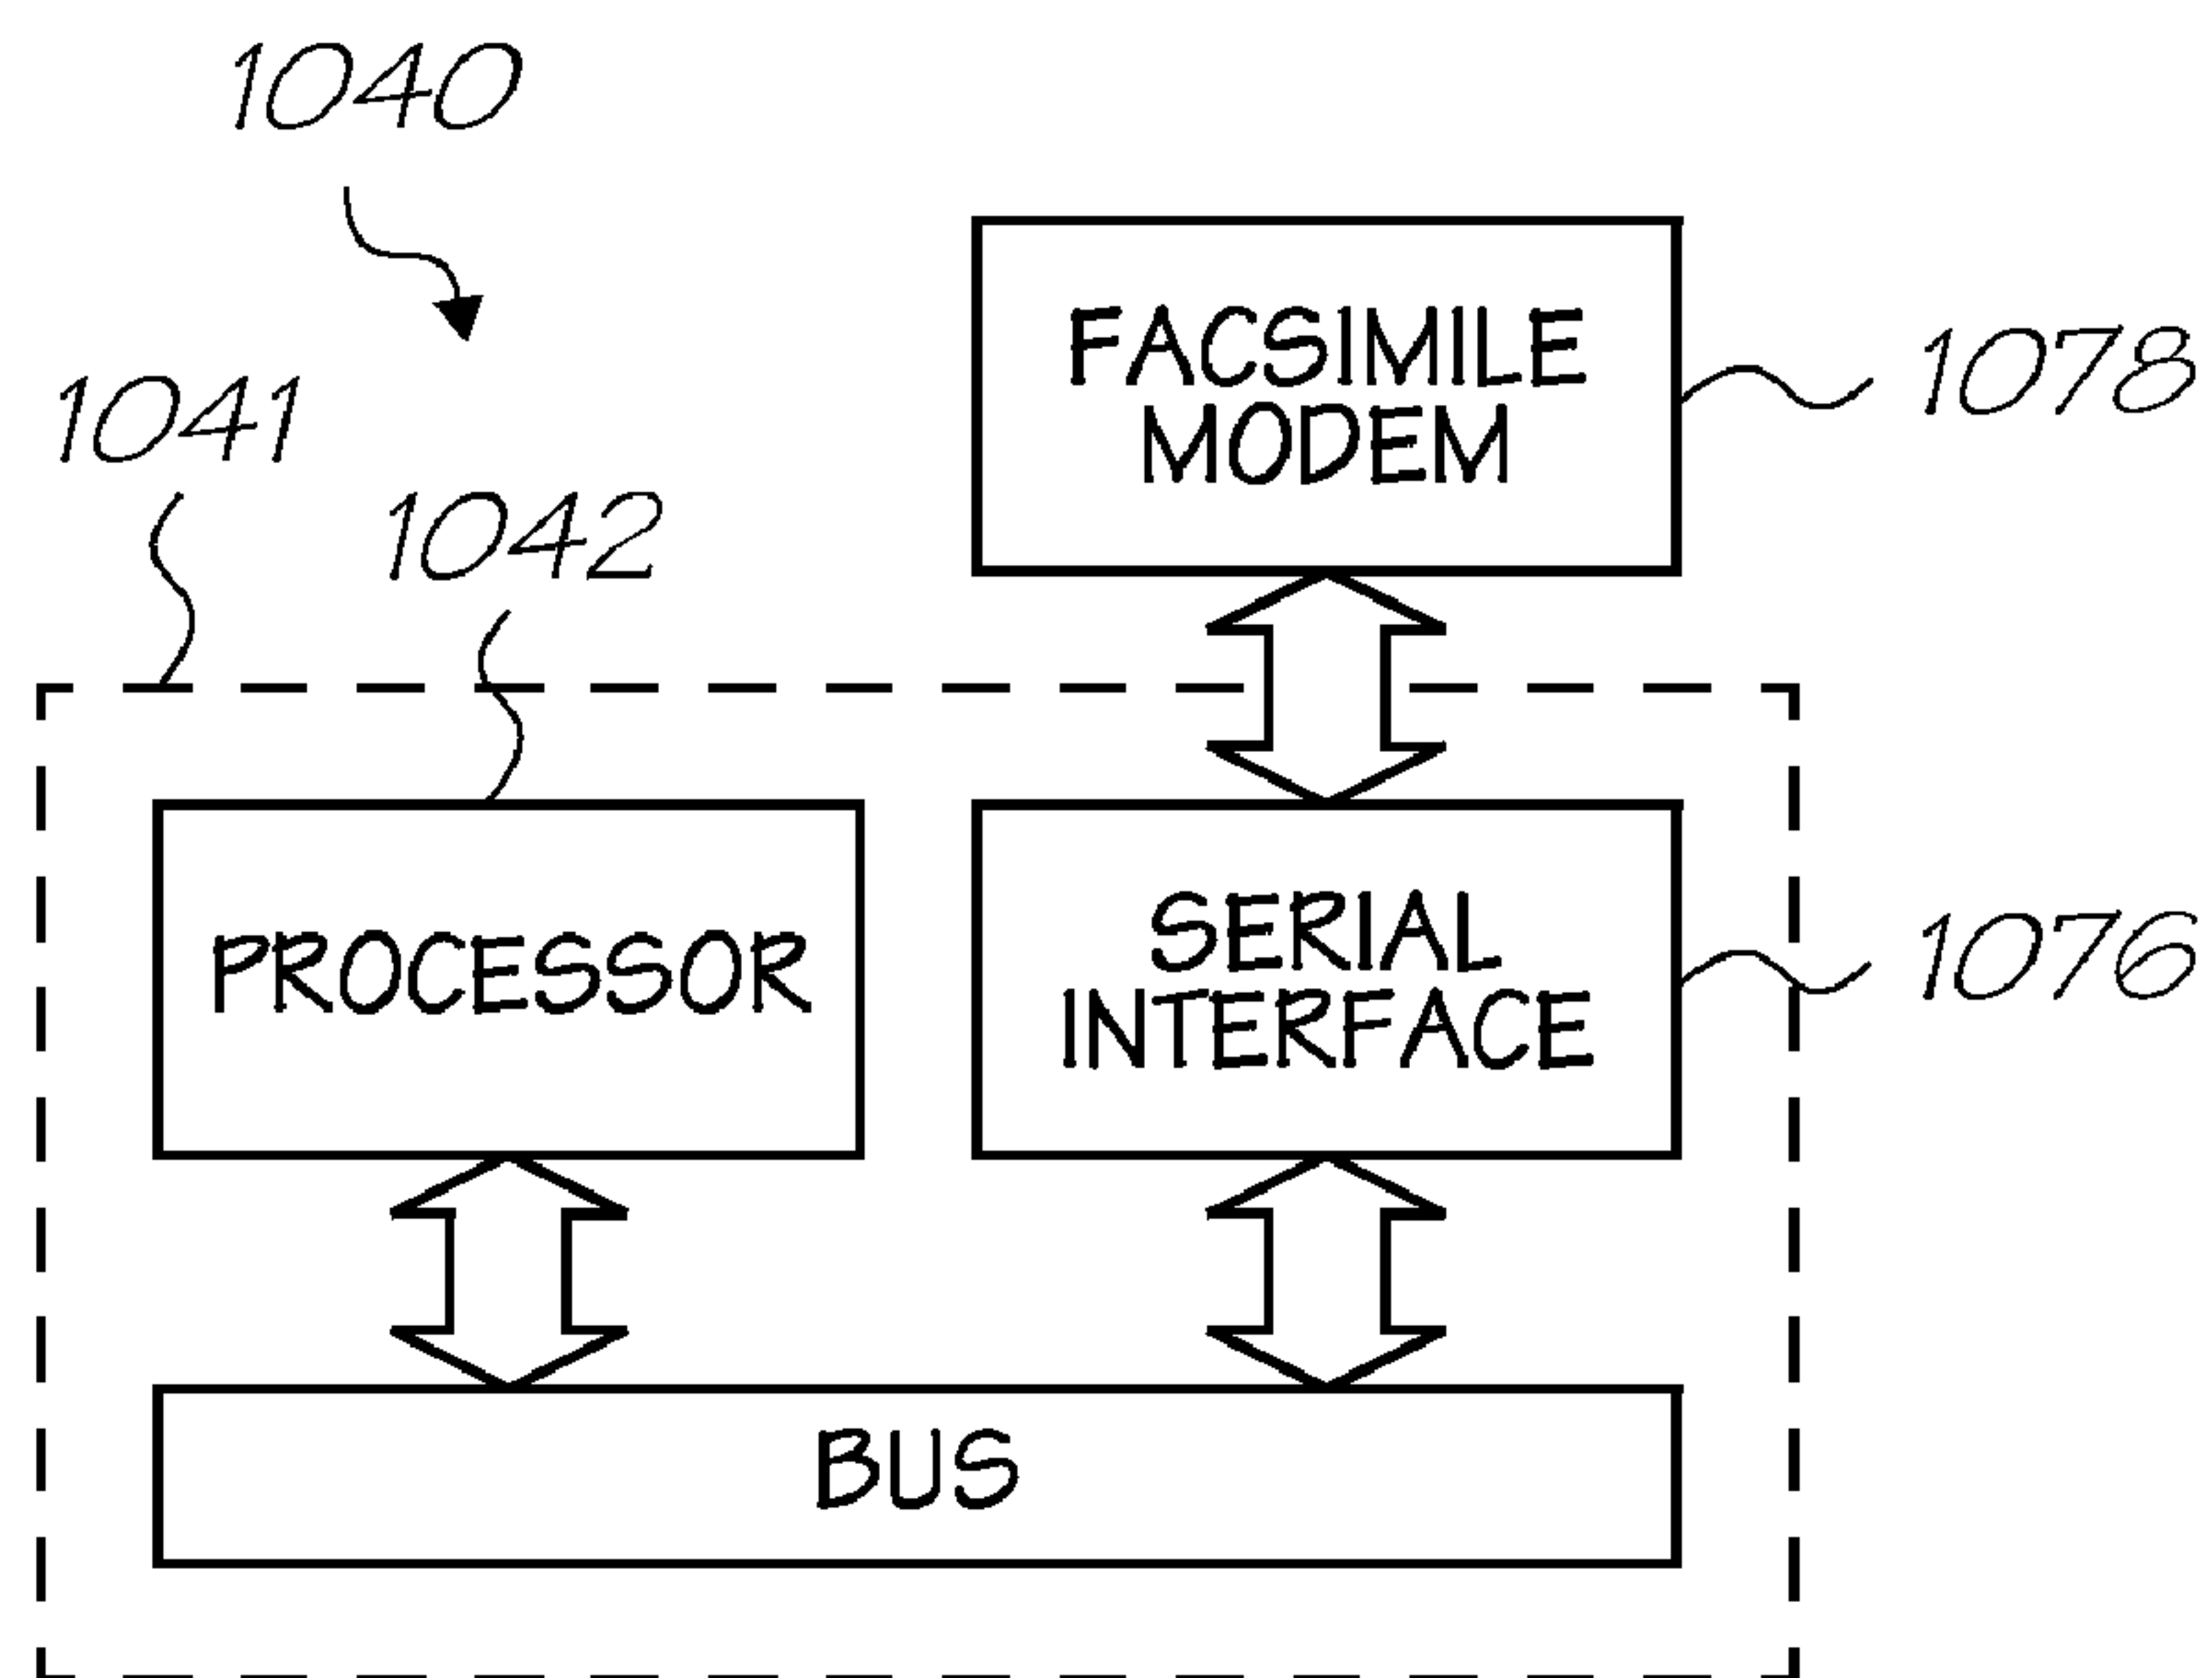 1040
1041
1042
FACSIMILE
MODEM
1078
PROCESSOR
SERIAL
INTERFACE
1076
BUS